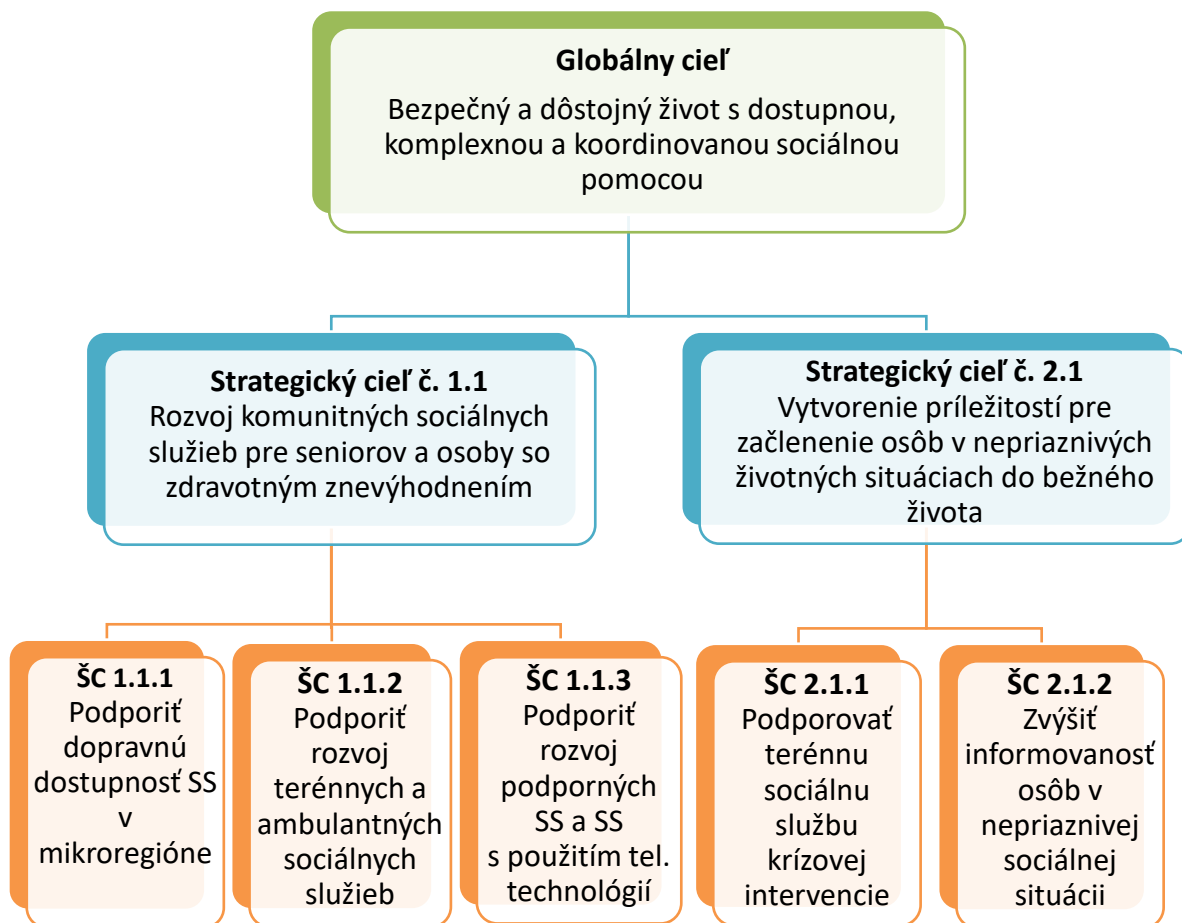 Globálny cieľ
Bezpečný a dôstojný život s dostupnou,
komplexnou a koordinovanou sociálnou
pomocou
Strategický cieľ č. 1.1
Rozvoj komunitných sociálnych
služieb pre seniorov a osoby so
zdravotným znevýhodnením
Strategický cieľ č. 2.1
Vytvorenie príležitostí pre
začlenenie osôb v nepriaznivých
životných situáciach do bežného
života
ŠC 1.1.1
Podporiť
dopravnú
dostupnosť SS
v
mikroregióne
ŠC 1.1.2
Podporiť
rozvoj
terénnych a
ambulantných
sociálnych
služieb
ŠC 1.1.3
Podporiť
rozvoj
podporných
SS a SS
s použitím tel.
technológií
ŠC 2.1.1
Podporovať
terénnu
sociálnu
službu
krízovej
intervencie
ŠC 2.1.2
Zvýšiť
informovanosť
osôb v
nepriaznivej
sociálnej
situácii